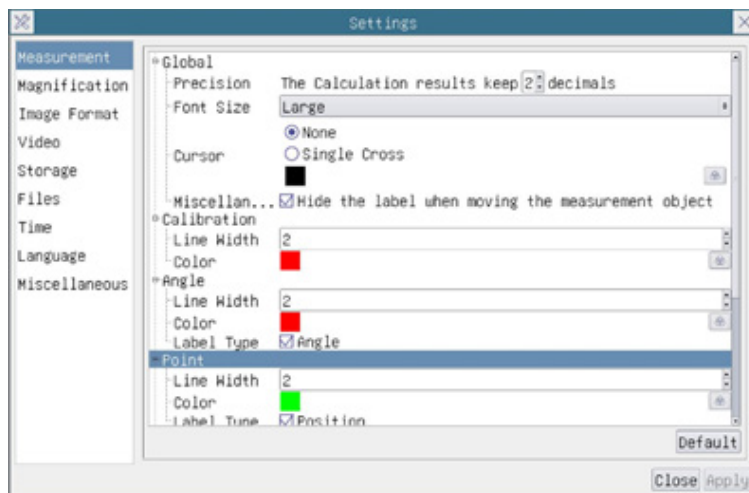 Settings
Measurement
Magnification
Image Format
Video
Storage
Files
Time
Language
Miscellaneous
Global
Precision The Calculation results keep 2 decimals
Font Size Large
None
Cursor Single Cross
Miscellan... Hide the label when moving the measurement object
Calibration
Line Width 2
Color
Angle
Line Width 2
Color
Label Type Angle
Point
Line Width 2
Color
Label Type Position
Default
Close Apply